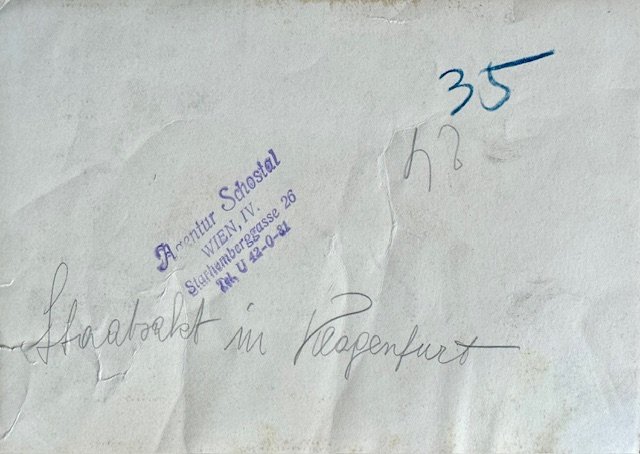 35
Agentur Schostal
WIEN, IV.
Starhemberggasse 26
Tel. U 42-0-81
Staatsakt in Klagenfurt